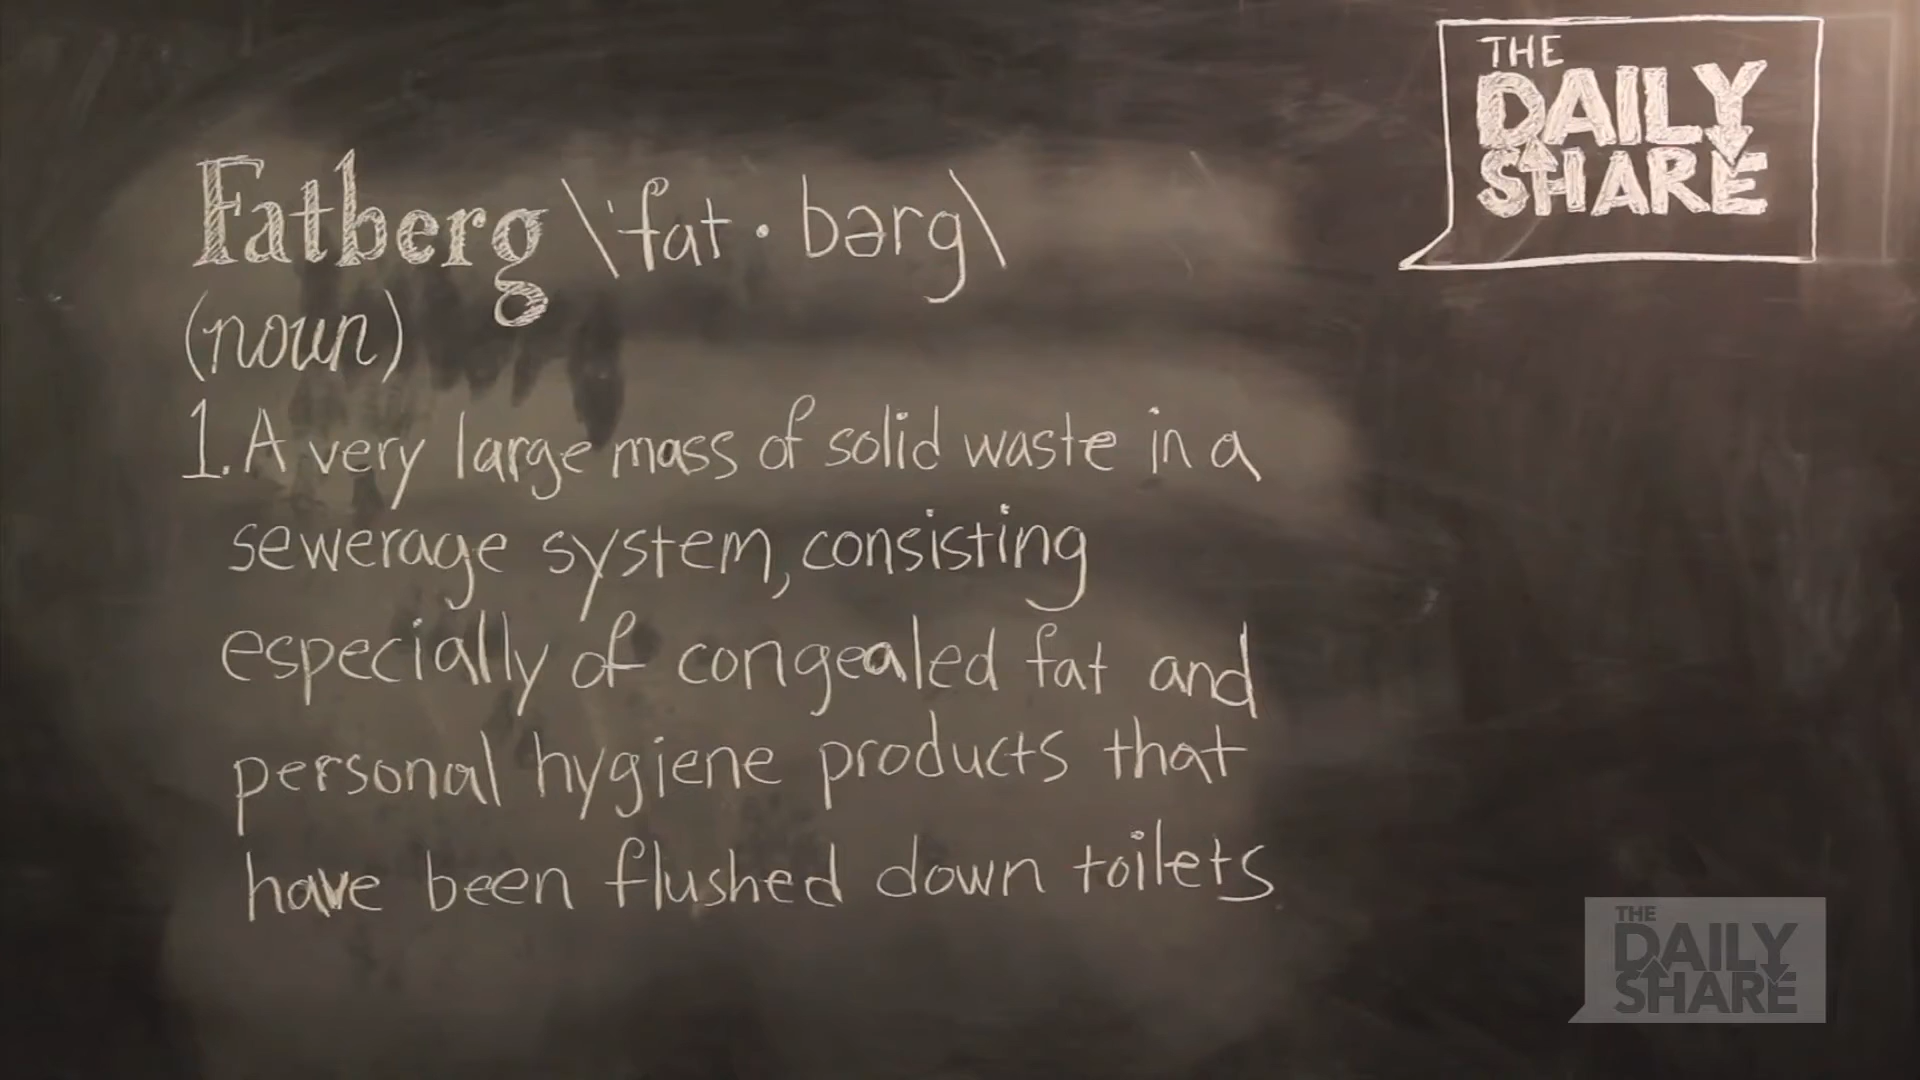 THE
DAILY
SHARE
Fatberg \'fat · bərg\
(noun)
1. A very large mass of solid waste in a
sewerage system, consisting
especially of congealed fat and
personal hygiene products that
have been flushed down toilets
THE
DAILY
SHARE